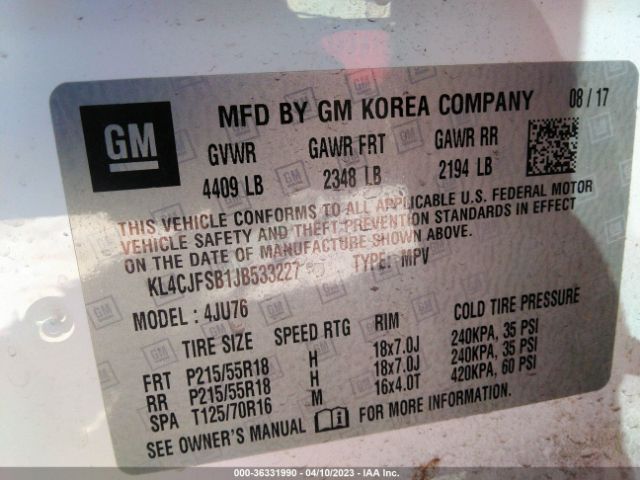 GM MFD BY GM KOREA COMPANY 08 / 17
GVWR GAWR FRT GAWR RR
4409 LB 2348 LB 2194 LB
THIS VEHICLE CONFORMS TO ALL APPLICABLE U.S. FEDERAL MOTOR
VEHICLE SAFETY AND THEFT PREVENTION STANDARDS IN EFFECT
ON THE DATE OF MANUFACTURE SHOWN ABOVE.
KL4CJFSB1JB533227 TYPE: MPV
MODEL: 4JU76
TIRE SIZE SPEED RTG RIM COLD TIRE PRESSURE
FRT P215/55R18 H 18x7.0J 240KPA, 35 PSI
RR P215/55R18 H 18x7.0J 240KPA, 35 PSI
SPA T125/70R16 M 16x4.0T 420KPA, 60 PSI
SEE OWNER'S MANUAL FOR MORE INFORMATION.
000-36331990 - 04/10/2023 - IAA Inc.